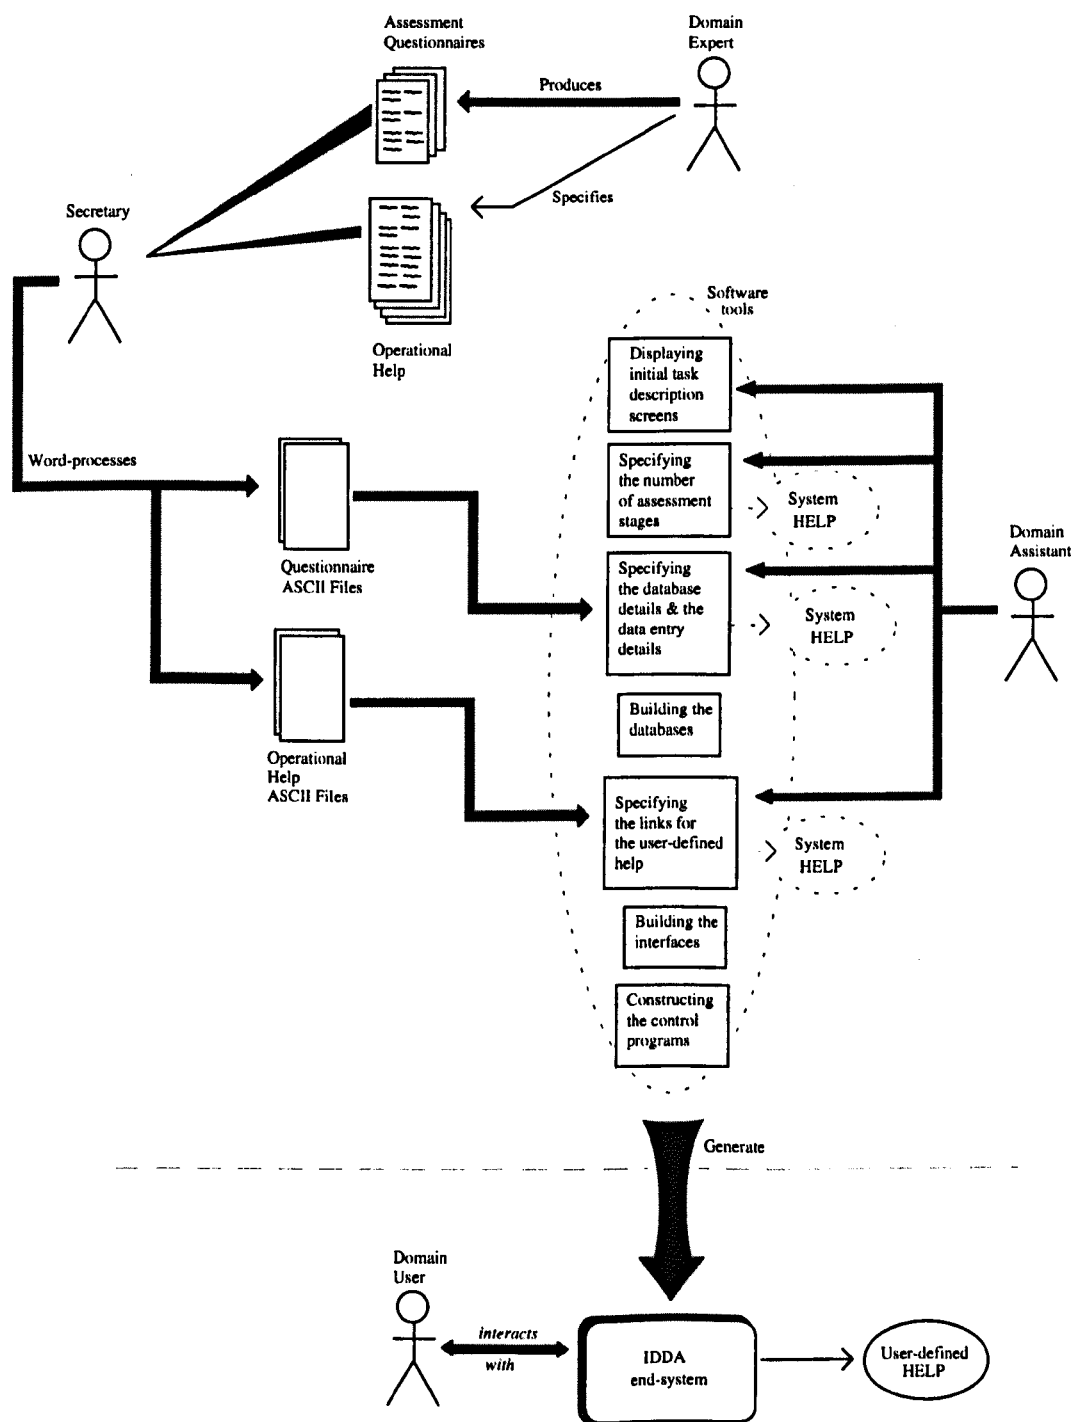 Assessment
Questionnaires
Domain
Expert
Produces
Specifies
Secretary
Operational
Help
Software
tools
Displaying
initial task
description
screens
Word-processes
Specifying
the number
of assessment
stages
System
HELP
Questionnaire
ASCII Files
Domain
Assistant
Specifying
the database
details & the
data entry
details
System
HELP
Building the
databases
Operational
Help
ASCII Files
Specifying
the links for
the user-defined
help
System
HELP
Building the
interfaces
Constructing
the control
programs
Generate
Domain
User
interacts
with
IDDA
end-system
User-defined
HELP